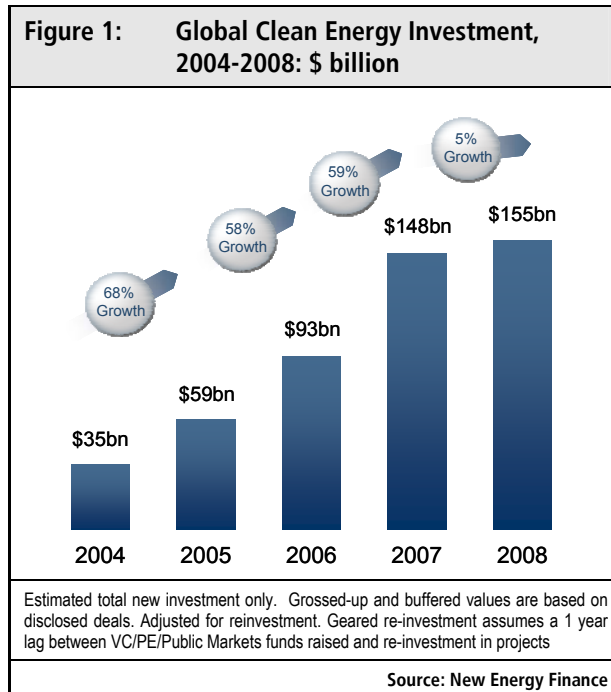 Figure 1: Global Clean Energy Investment,
2004-2008: $ billion
5%
Growth
59%
Growth
58%
Growth
68%
Growth
$155bn
$148bn
$93bn
$59bn
$35bn
2004 2005 2006 2007 2008
Estimated total new investment only. Grossed-up and buffered values are based on
disclosed deals. Adjusted for reinvestment. Geared re-investment assumes a 1 year
lag between VC/PE/Public Markets funds raised and re-investment in projects
Source: New Energy Finance